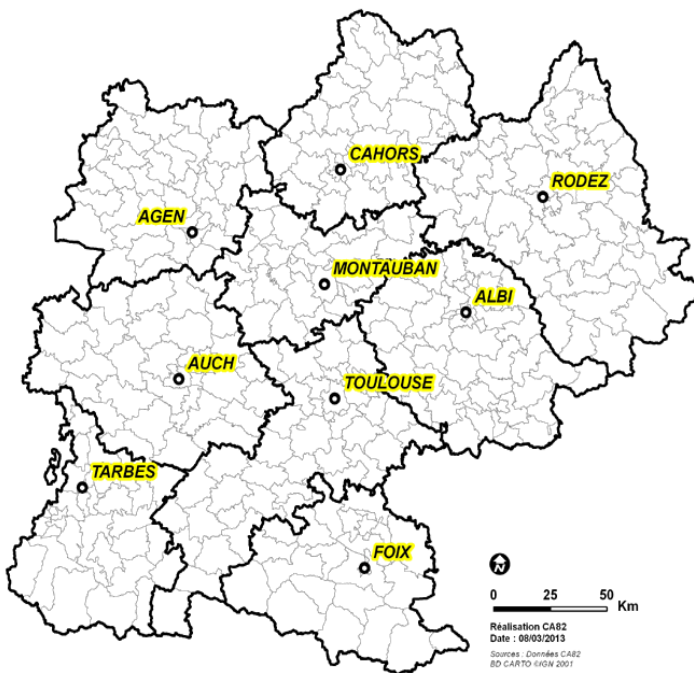 CAHORS
RODEZ
AGEN
MONTAUBAN
ALBI
AUCH
TOULOUSE
TARBES
FOIX
N
0 25 50 Km
Réalisation CA82
Date : 08/03/2013
Sources : Données CA82
BD CARTO ©IGN 2001